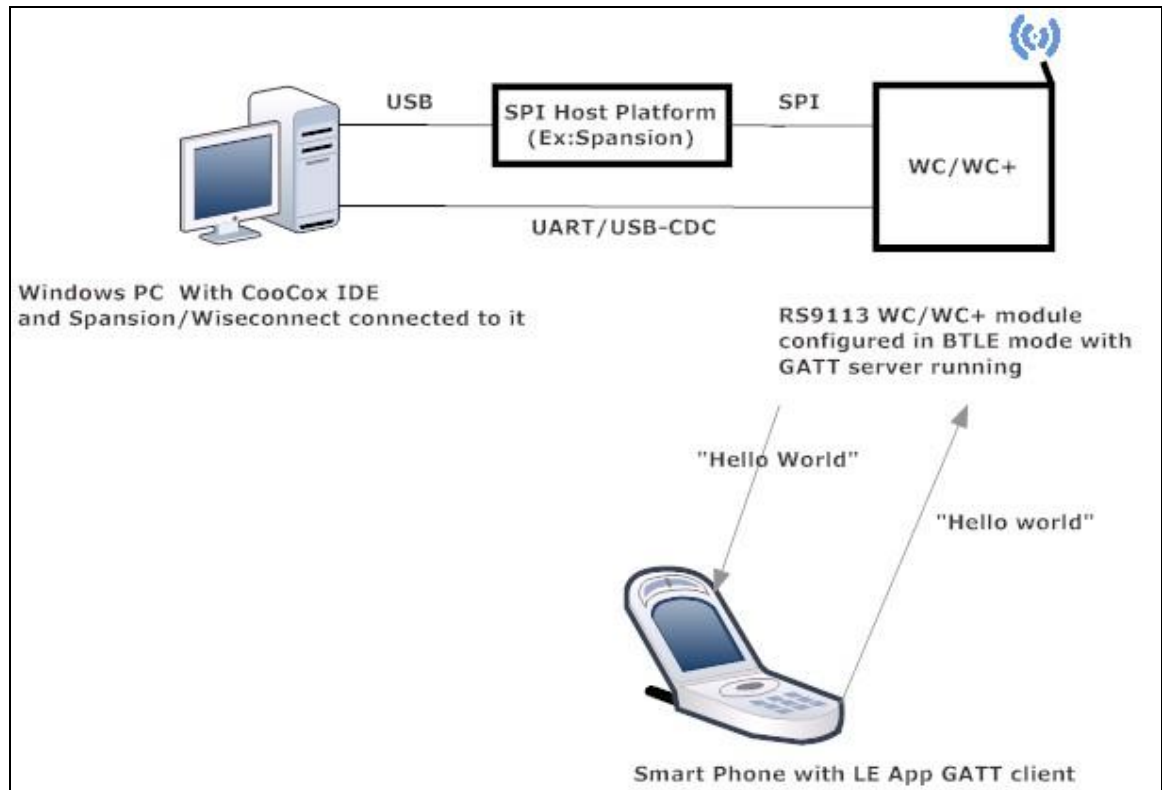 USB
SPI Host Platform
(Ex:Spansion)
SPI
WC/WC+
UART/USB-CDC
Windows PC With CooCox IDE
and Spansion/Wiseconnect connected to it
RS9113 WC/WC+ module
configured in BTLE mode with
GATT server running
"Hello World"
"Hello world"
Smart Phone with LE App GATT client